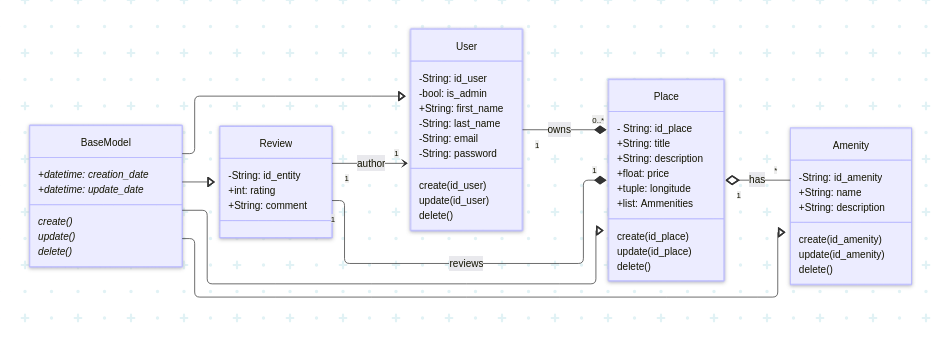 BaseModel
+datetime: creation_date
+datetime: update_date
create()
update()
delete()
Review
-String: id_entity
+int: rating
+String: comment
author
1
1
1
reviews
User
-String: id_user
-bool: is_admin
+String: first_name
-String: last_name
-String: email
-String: password
create(id_user)
update(id_user)
delete()
owns
0..*
1
1
Place
- String: id_place
+String: title
+String: description
+float: price
+tuple: longitude
+list: Ammenities
create(id_place)
update(id_place)
delete()
has
*
1
Amenity
-String: id_amenity
+String: name
+String: description
create(id_amenity)
update(id_amenity)
delete()